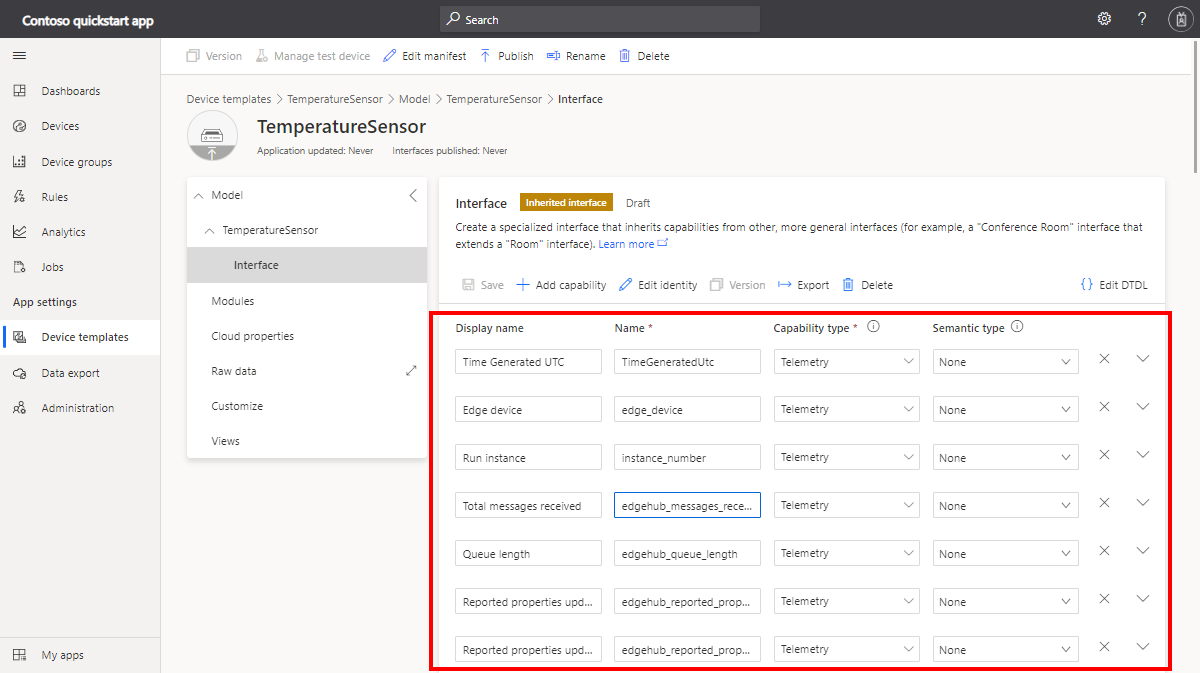 Contoso quickstart app
Search
Version Manage test device Edit manifest Publish Rename Delete
Dashboards
Devices
Device groups
Rules
Analytics
Jobs
App settings
Device templates
Data export
Administration
My apps
Device templates > TemperatureSensor > Model > TemperatureSensor > Interface
TemperatureSensor
Application updated: Never Interfaces published: Never
Model
TemperatureSensor
Interface
Modules
Cloud properties
Raw data
Customize
Views
Interface Inherited interface Draft
Create a specialized interface that inherits capabilities from other, more general interfaces (for example, a "Conference Room" interface that
extends a "Room" interface). Learn more
Save Add capability Edit identity Version Export Delete {} Edit DTDL
Display name Name * Capability type * Semantic type
Time Generated UTC TimeGeneratedUtc Telemetry None
Edge device edge_device Telemetry None
Run instance instance_number Telemetry None
Total messages received edgehub_messages_rece... Telemetry None
Queue length edgehub_queue_length Telemetry None
Reported properties upd... edgehub_reported_prop... Telemetry None
Reported properties upd... edgehub_reported_prop... Telemetry None